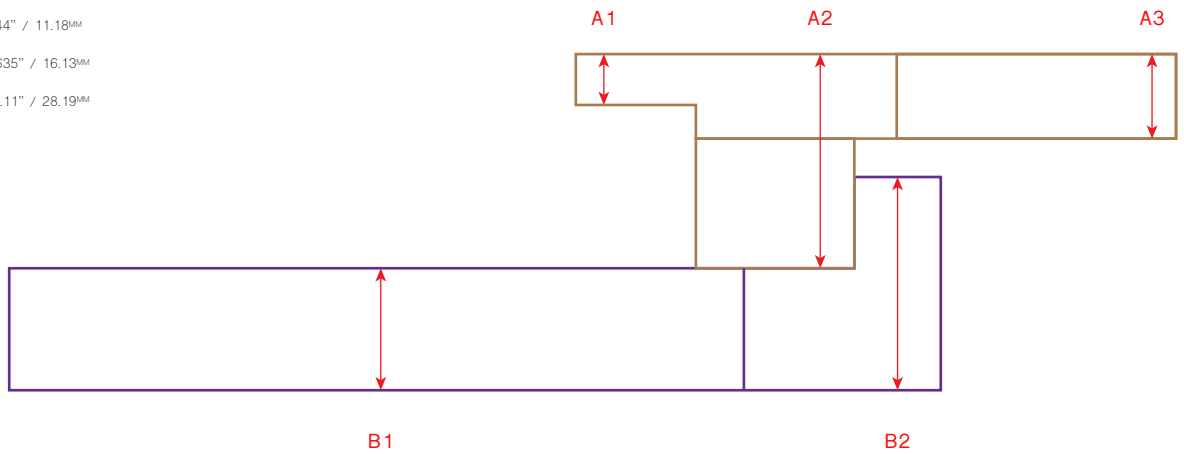 A1 A2 A3
44” / 11.18MM
635” / 16.13MM
.11” / 28.19MM
B1 B2